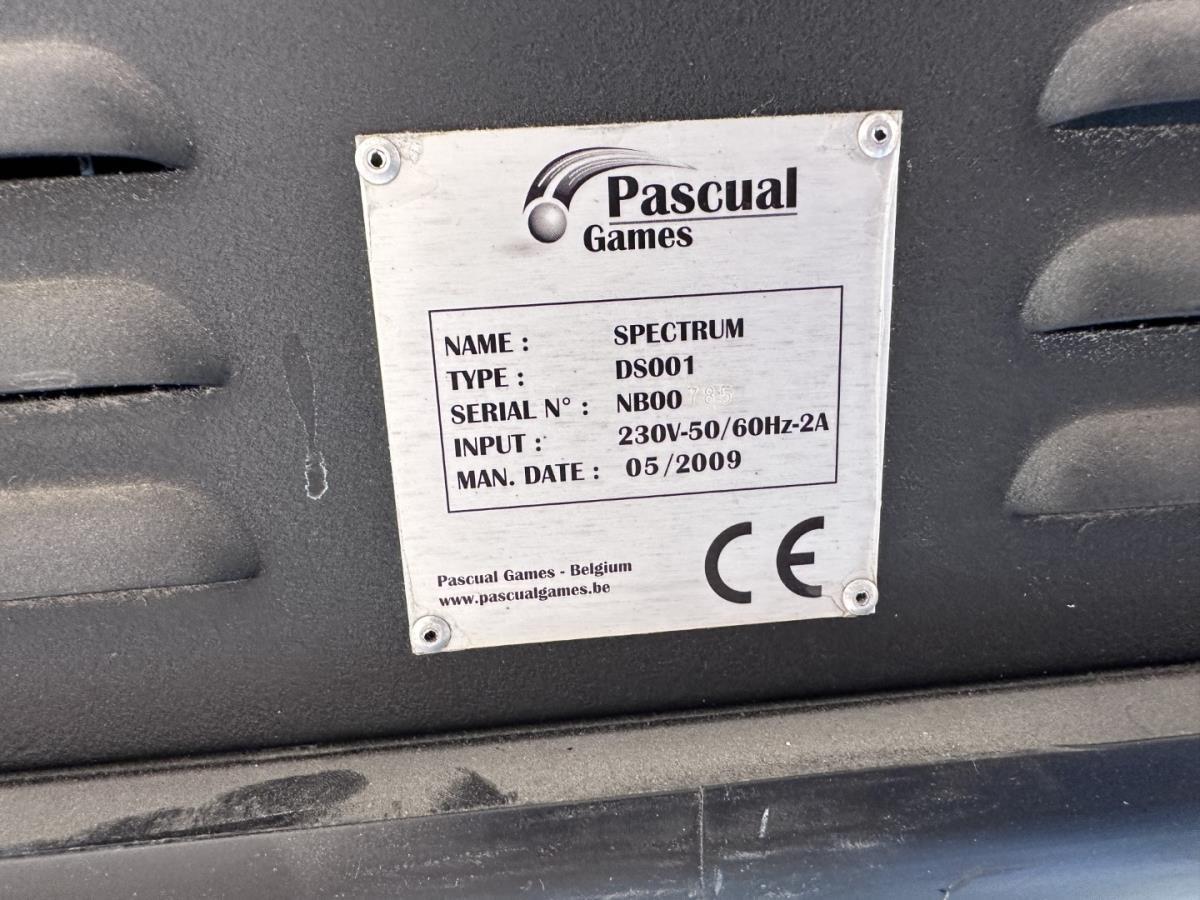 Pascual
Games
NAME : SPECTRUM
TYPE : DS001
SERIAL N° : NB00785
INPUT : 230V-50/60Hz-2A
MAN. DATE : 05/2009
Pascual Games - Belgium
www.pascualgames.be
CE